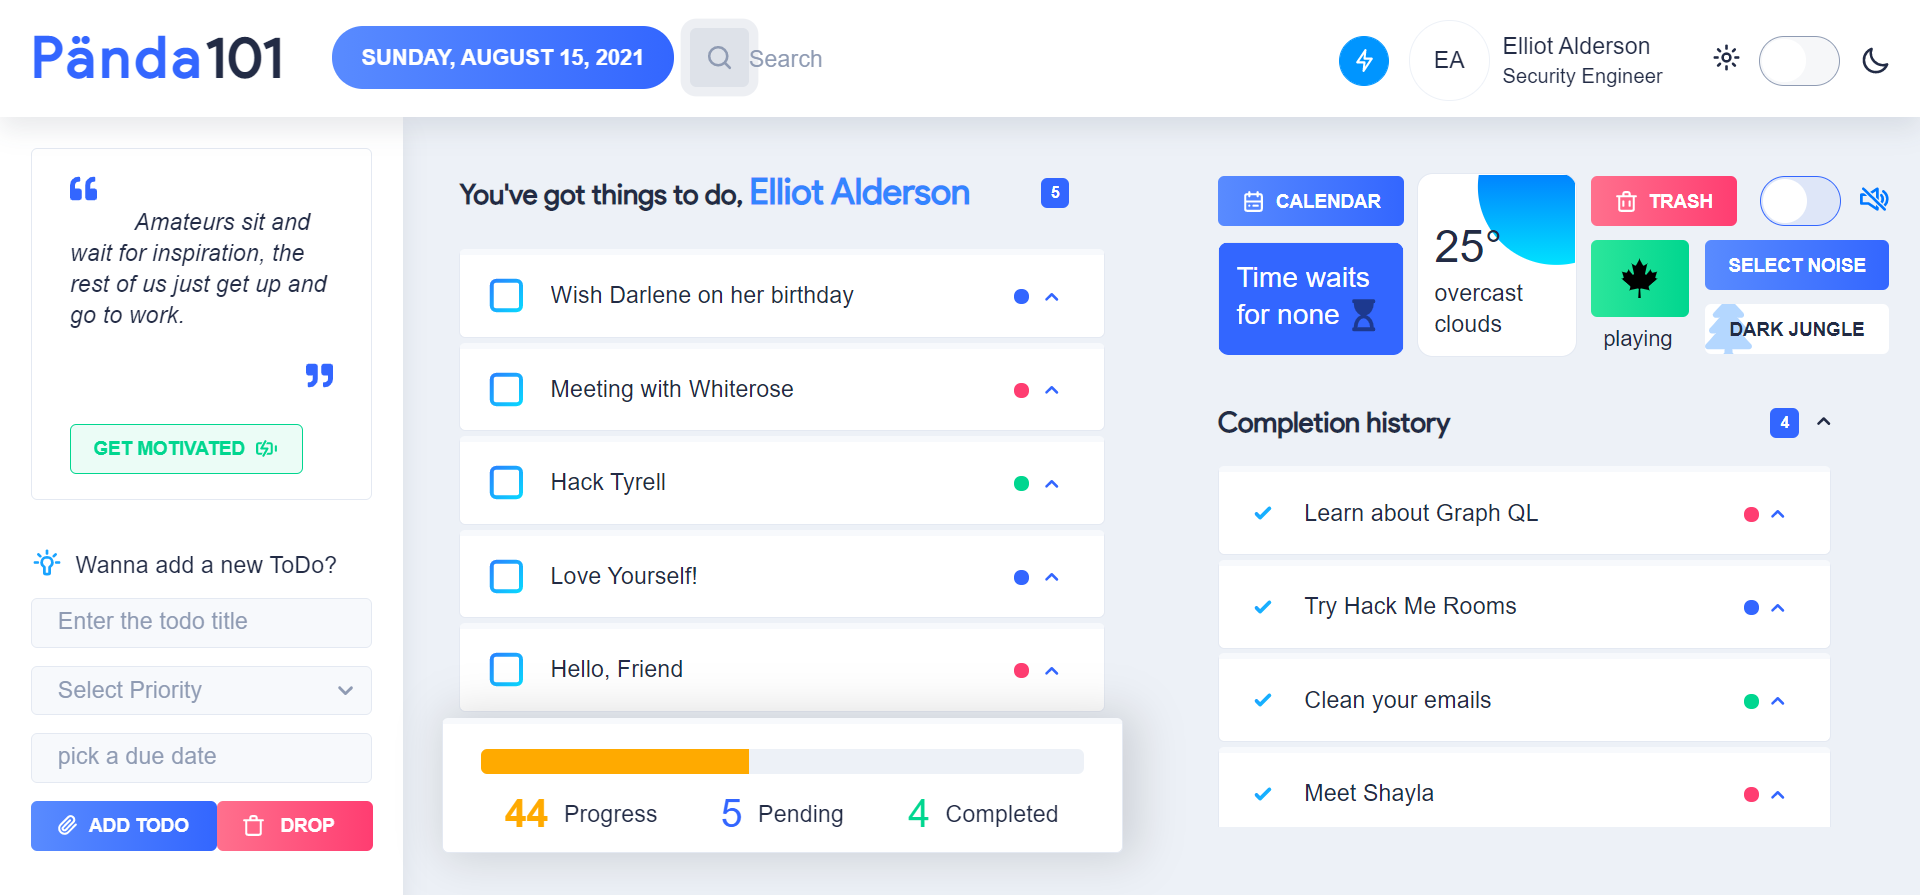 Pända101
SUNDAY, AUGUST 15, 2021
Search
EA
Elliot Alderson
Security Engineer
Amateurs sit and
wait for inspiration, the
rest of us just get up and
go to work.
GET MOTIVATED
Wanna add a new ToDo?
Enter the todo title
Select Priority
pick a due date
ADD TODO
DROP
You've got things to do, Elliot Alderson
5
Wish Darlene on her birthday
Meeting with Whiterose
Hack Tyrell
Love Yourself!
Hello, Friend
44 Progress
5 Pending
4 Completed
CALENDAR
Time waits
for none
25°
overcast
clouds
TRASH
playing
SELECT NOISE
DARK JUNGLE
Completion history
4
Learn about Graph QL
Try Hack Me Rooms
Clean your emails
Meet Shayla